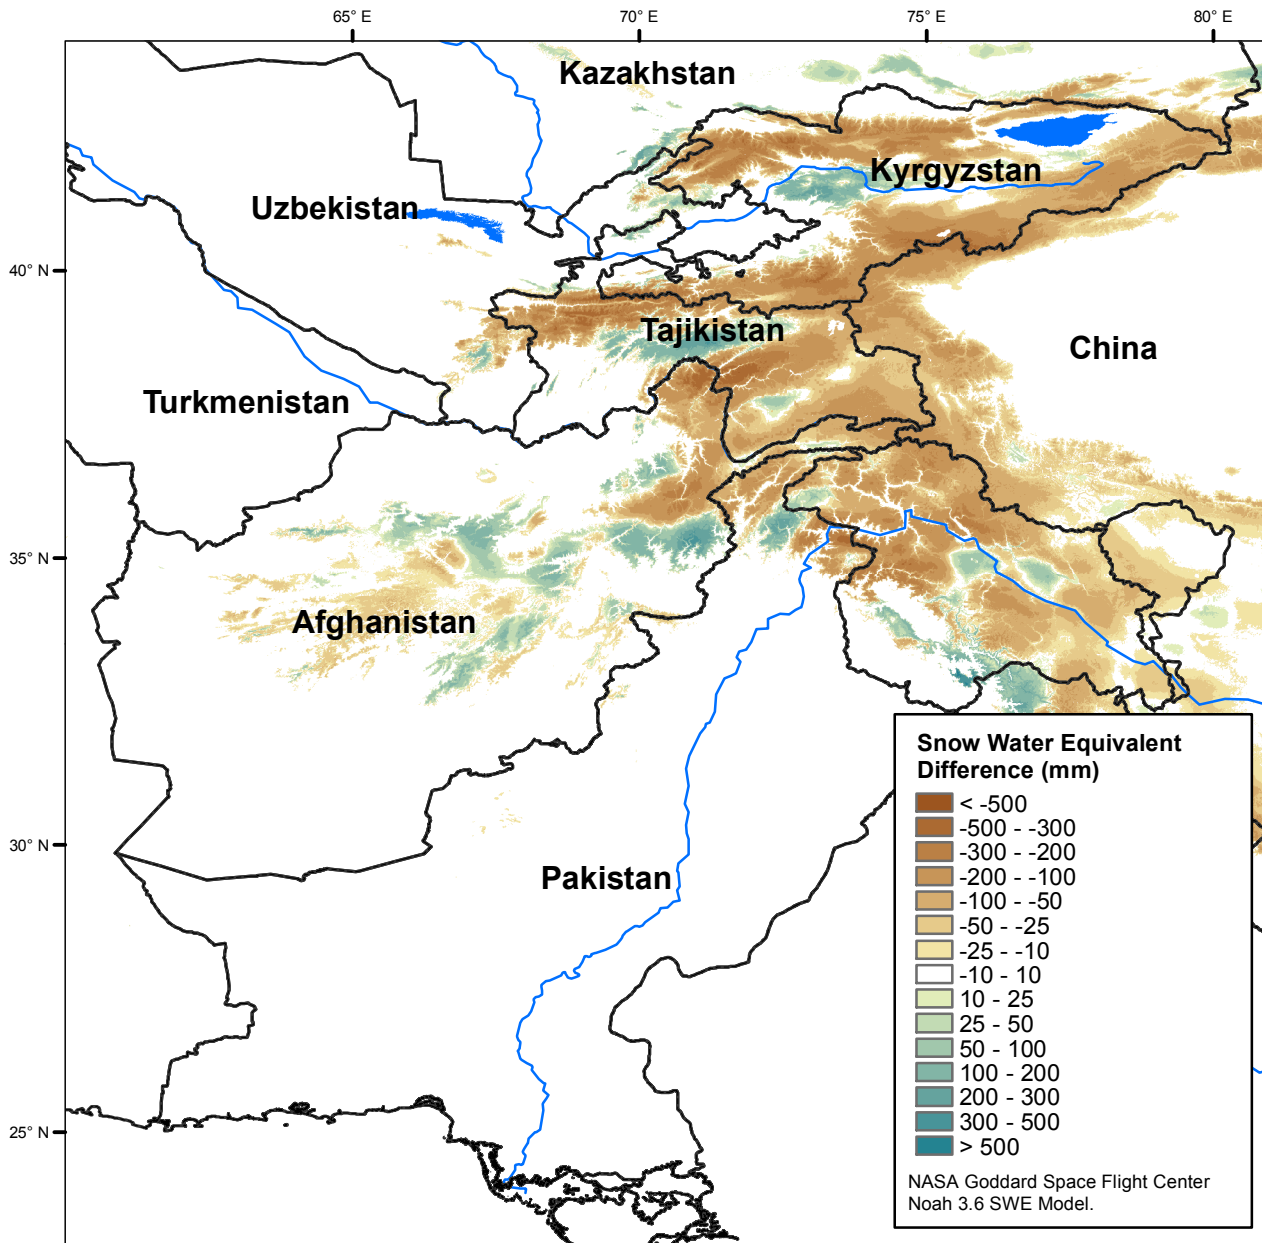 65° E
70° E
75° E
80° E
Kazakhstan
Kyrgyzstan
Uzbekistan
40° N
Tajikistan
China
Turkmenistan
35° N
Afghanistan
Snow Water Equivalent
Difference (mm)
< -500
-500 - -300
-300 - -200
-200 - -100
-100 - -50
-50 - -25
-25 - -10
-10 - 10
10 - 25
25 - 50
50 - 100
100 - 200
200 - 300
300 - 500
> 500
30° N
Pakistan
25° N
NASA Goddard Space Flight Center
Noah 3.6 SWE Model.